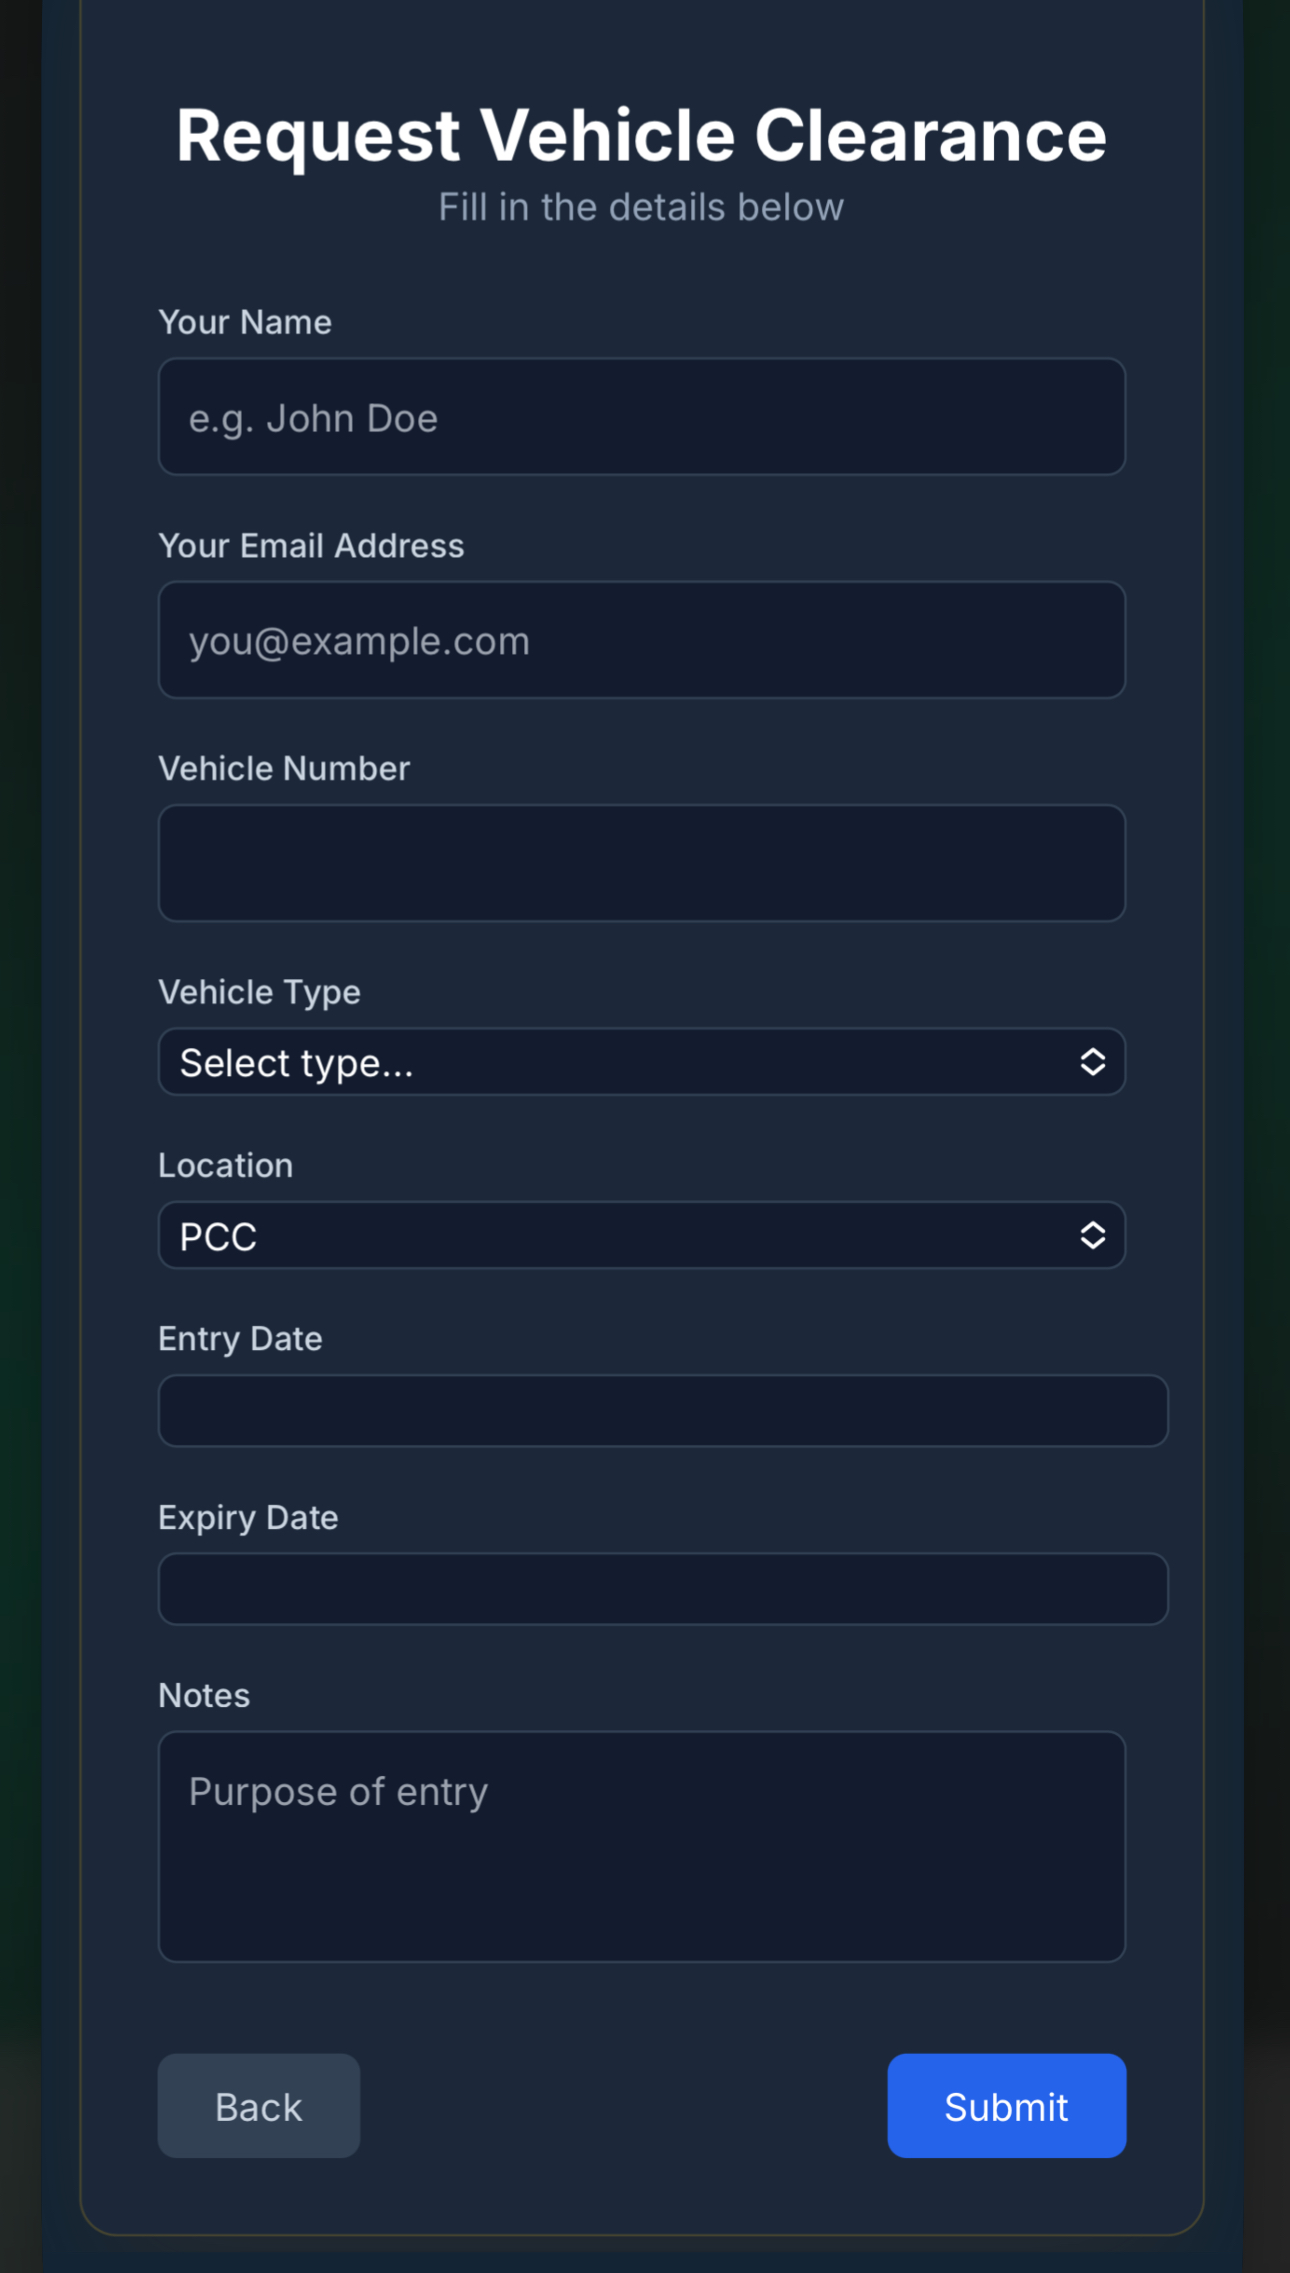 Request Vehicle Clearance
Fill in the details below
Your Name
e.g. John Doe
Your Email Address
you@example.com
Vehicle Number
Vehicle Type
Select type...
Location
PCC
Entry Date
Expiry Date
Notes
Purpose of entry
Back
Submit